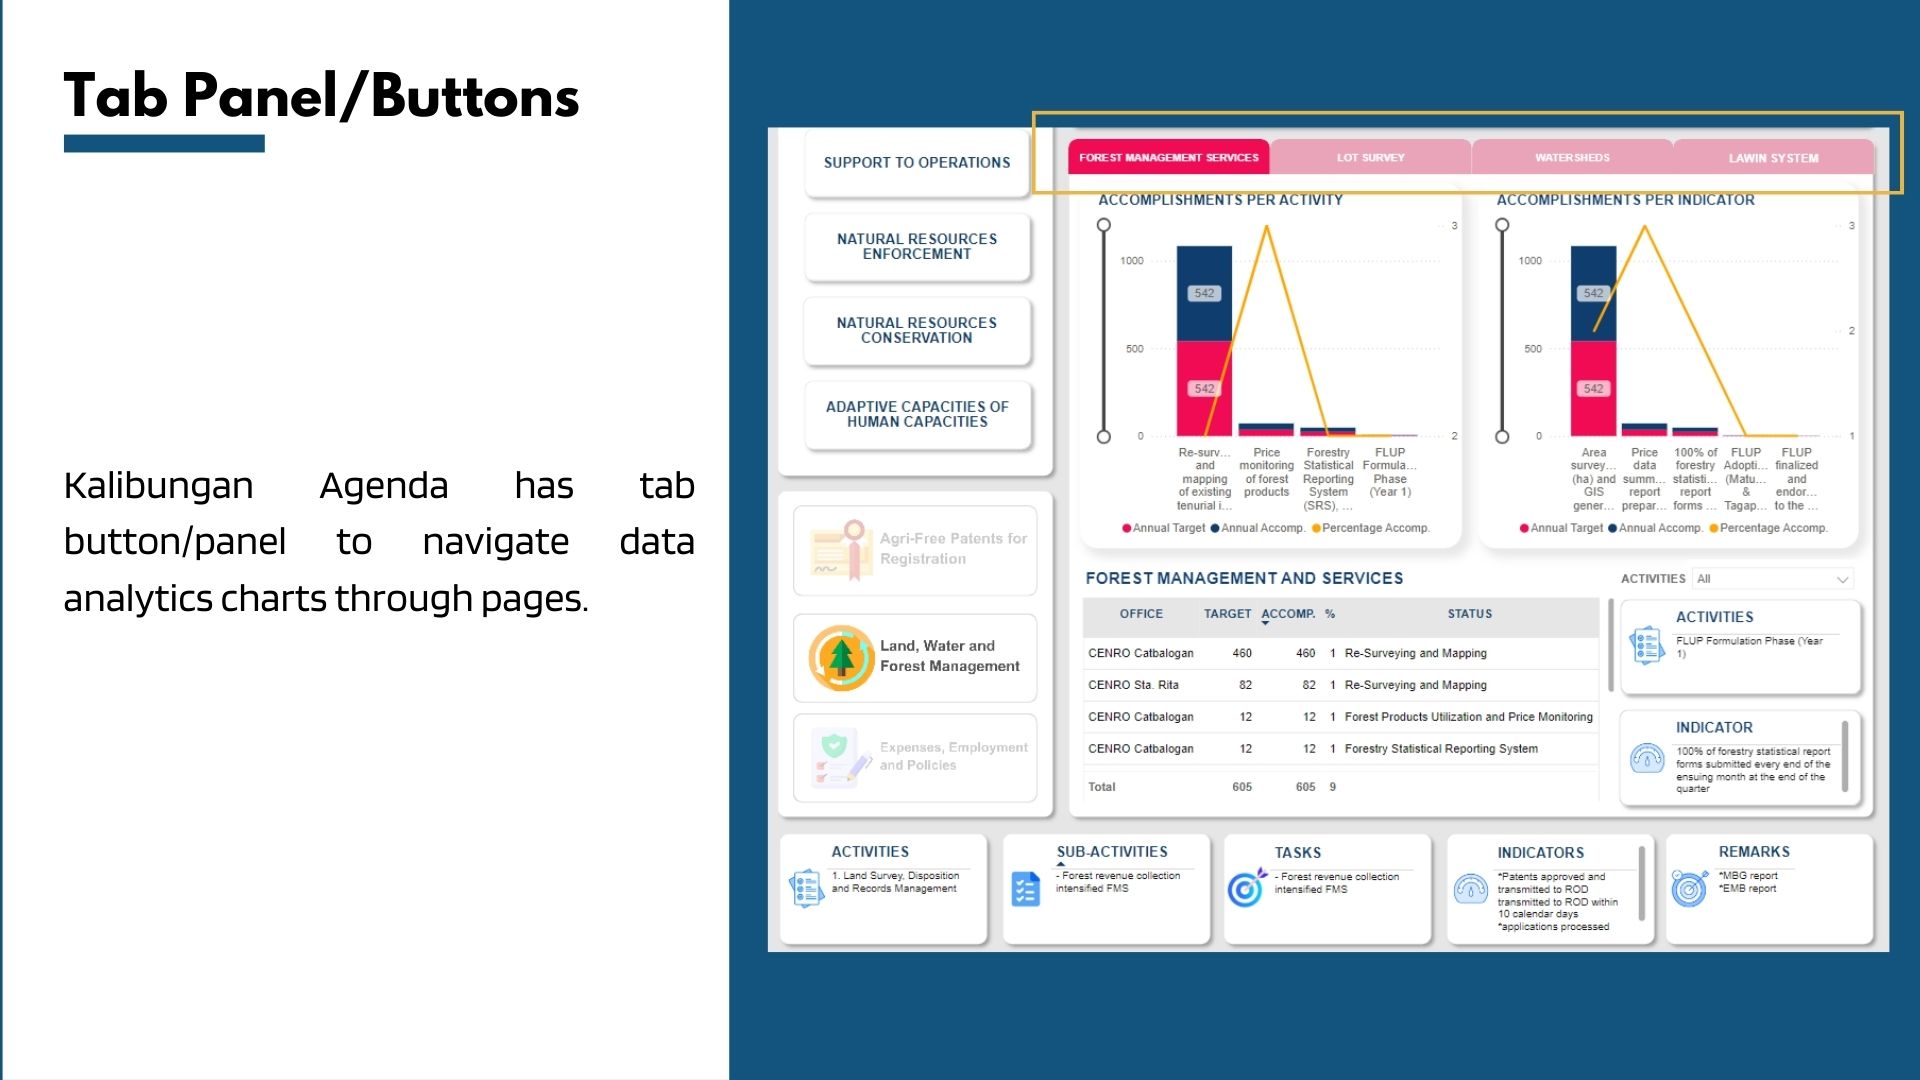 Tab Panel/Buttons
Kalibungan Agenda has tab
button/panel to navigate data
analytics charts through pages.
SUPPORT TO OPERATIONS
NATURAL RESOURCES
ENFORCEMENT
NATURAL RESOURCES
CONSERVATION
ADAPTIVE CAPACITIES OF
HUMAN CAPACITIES
Agri-Free Patents for
Registration
Land, Water and
Forest Management
Expenses, Employment
and Policies
FOREST MANAGEMENT SERVICES
LOT SURVEY
WATERSHEDS
LAWIN SYSTEM
ACCOMPLISHMENTS PER ACTIVITY
1000
500
0
3
2
542
542
Re-surv...
and
mapping
of existing
tenurial i...
Price
monitoring
of forest
products
Forestry
Statistical
Reporting
System
(SRS), ...
FLUP
Formula...
Phase
(Year 1)
Annual Target Annual Accomp. Percentage Accomp.
ACCOMPLISHMENTS PER INDICATOR
1000
500
0
3
2
1
542
542
Area
survey...
(ha) and
GIS
gener...
Price
data
summ...
report
prepar...
100% of
forestry
statisti...
report
forms ...
FLUP
Adopti...
(Matu...
&
Tagap...
FLUP
finalized
and
endor...
to the ...
Annual Target Annual Accomp. Percentage Accomp.
FOREST MANAGEMENT AND SERVICES
ACTIVITIES All
OFFICE TARGET ACCOMP. % STATUS
CENRO Catbalogan 460 460 1 Re-Surveying and Mapping
CENRO Sta. Rita 82 82 1 Re-Surveying and Mapping
CENRO Catbalogan 12 12 1 Forest Products Utilization and Price Monitoring
CENRO Catbalogan 12 12 1 Forestry Statistical Reporting System
Total 605 605 9
ACTIVITIES
FLUP Formulation Phase (Year
1)
INDICATOR
100% of forestry statistical report
forms submitted every end of the
ensuing month at the end of the
quarter
ACTIVITIES
1. Land Survey, Disposition
and Records Management
SUB-ACTIVITIES
- Forest revenue collection
intensified FMS
TASKS
- Forest revenue collection
intensified FMS
INDICATORS
*Patents approved and
transmitted to ROD
transmitted to ROD within
10 calendar days
*applications processed
REMARKS
*MBG report
*EMB report